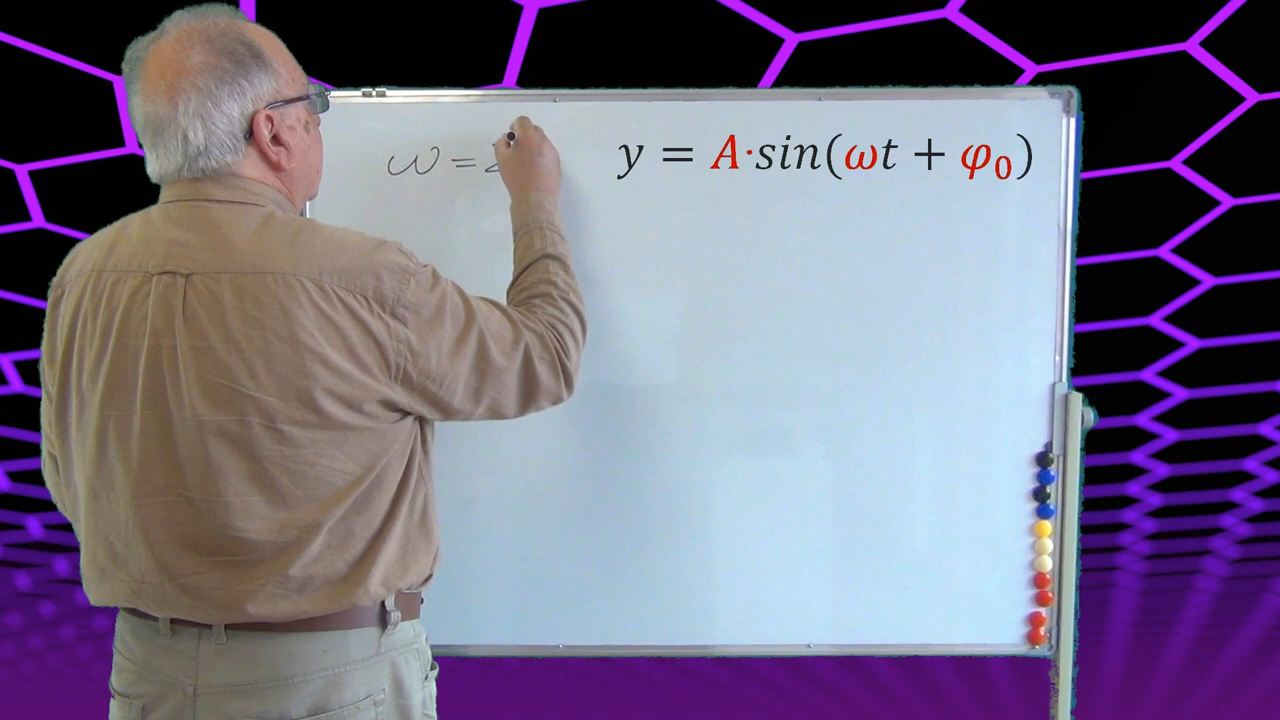 ω =
y = A·sin(ωt + φ₀)